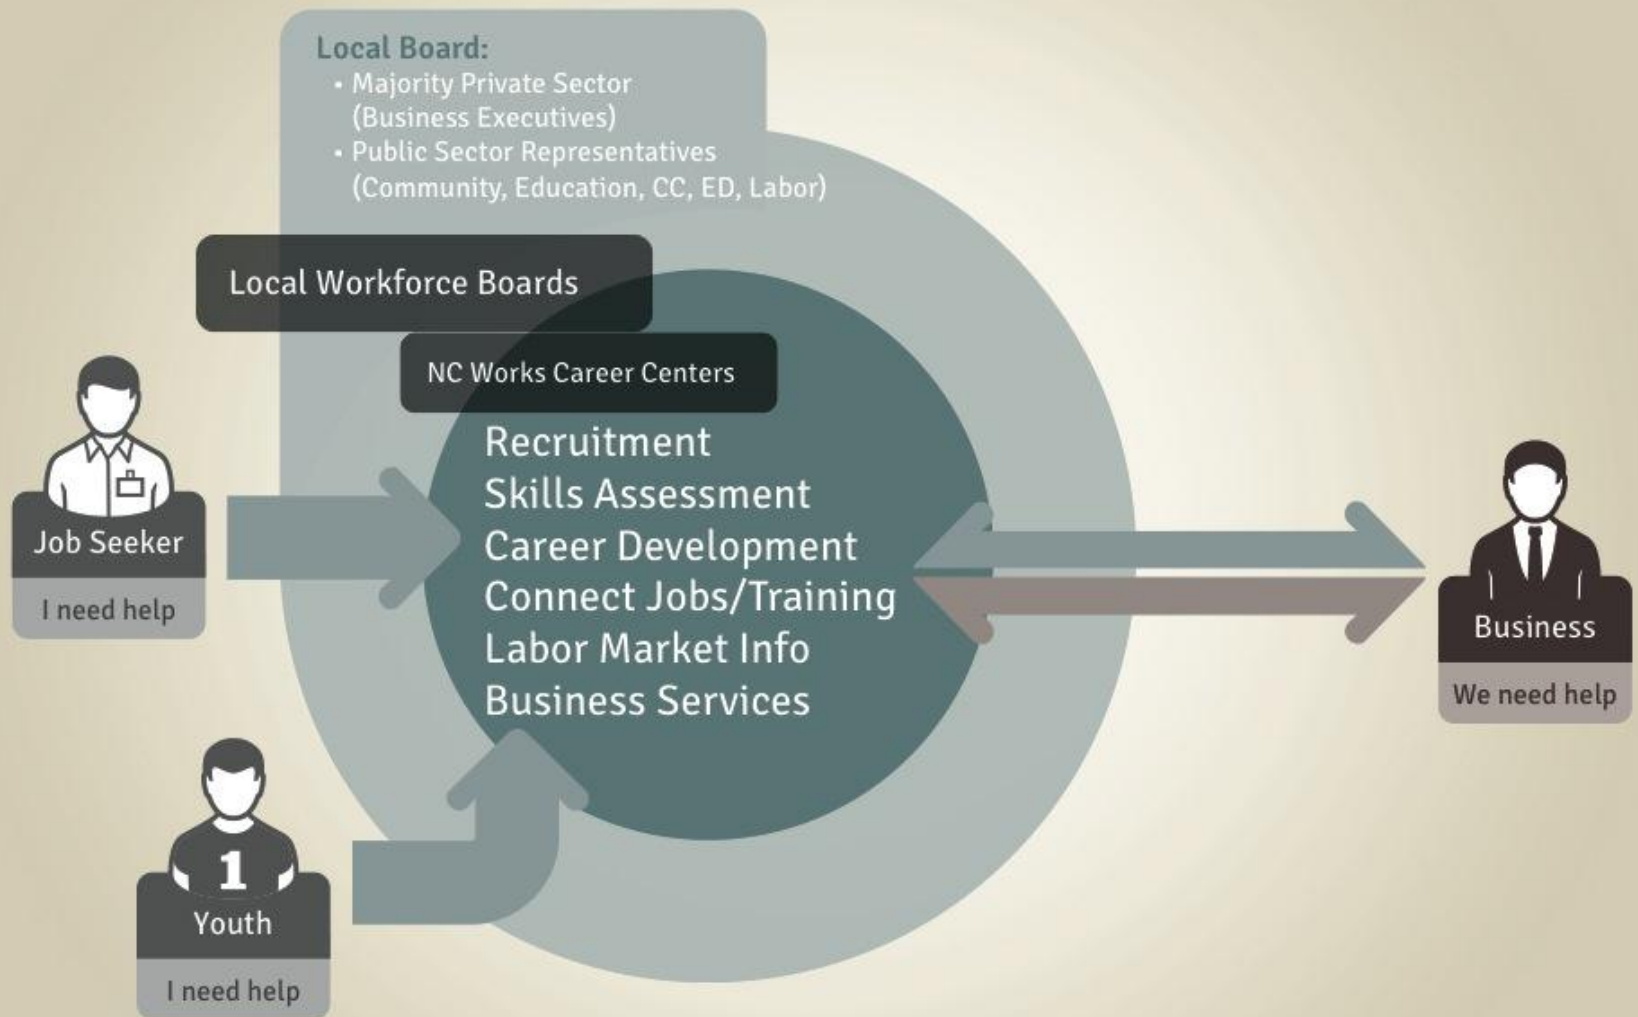 Local Board:
• Majority Private Sector
(Business Executives)
• Public Sector Representatives
(Community, Education, CC, ED, Labor)
Local Workforce Boards
NC Works Career Centers
Recruitment
Skills Assessment
Career Development
Connect Jobs/Training
Labor Market Info
Business Services
Job Seeker
I need help
1
Youth
I need help
Business
We need help